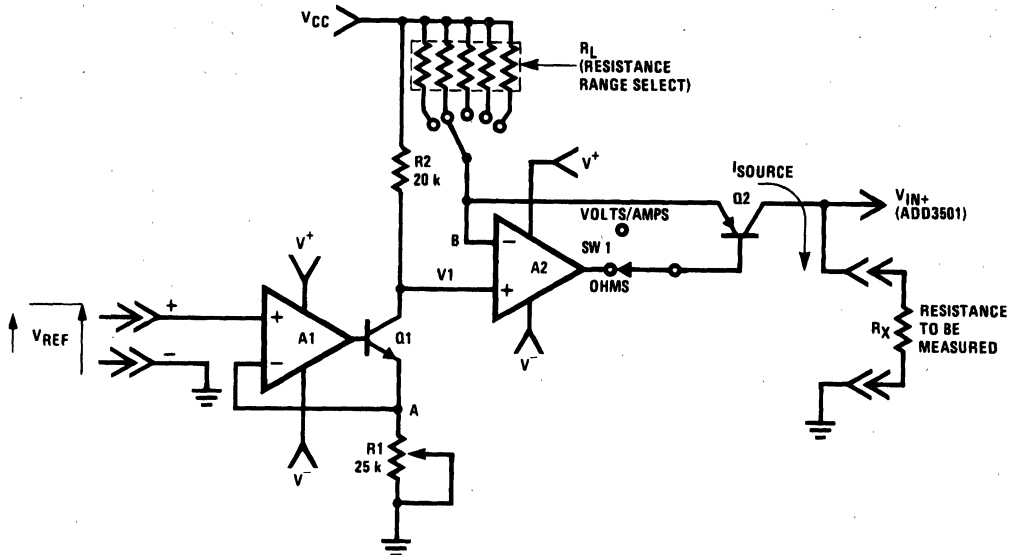 VCC
RL
(RESISTANCE
RANGE SELECT)
R2
20 k
V+
ISOURCE
Q2
VIN+
(ADD3501)
VOLTS/AMPS
B
−
SW 1
A2
V1
+
OHMS
V+
+
VREF
−
+
A1
−
Q1
V−
RX
RESISTANCE
TO BE
MEASURED
A
R1
25 k
V−